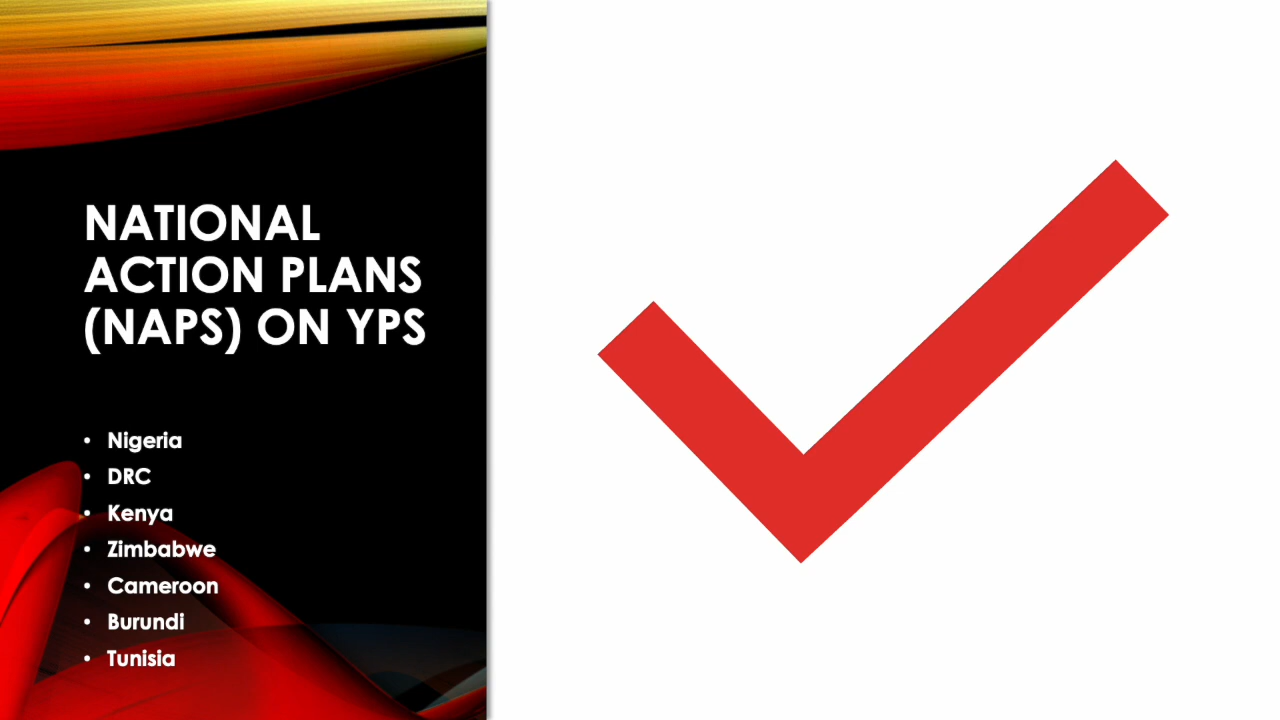 NATIONAL
ACTION PLANS
(NAPS) ON YPS
• Nigeria
• DRC
• Kenya
• Zimbabwe
• Cameroon
• Burundi
• Tunisia